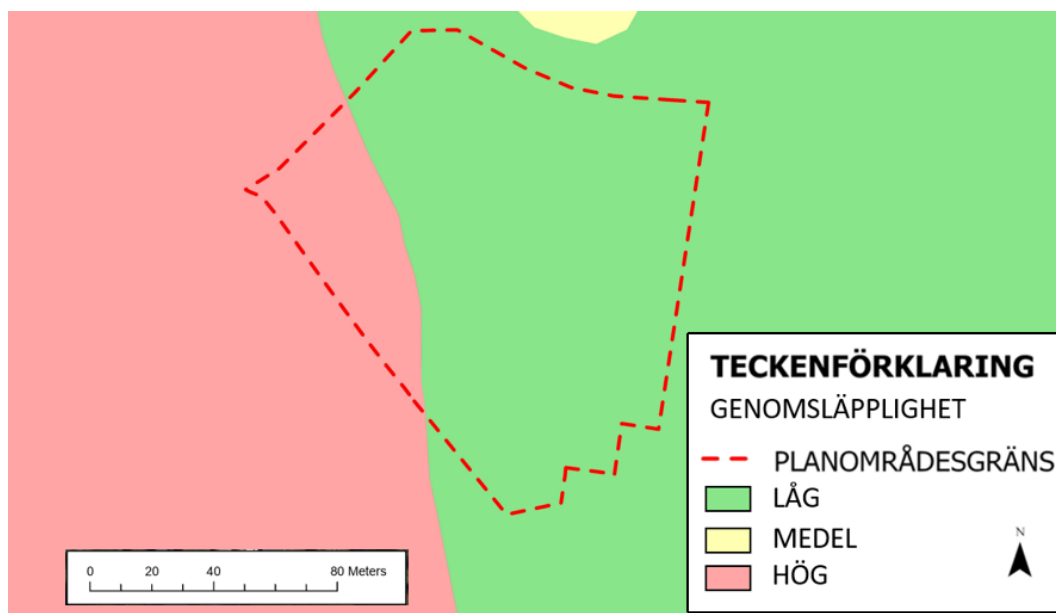 TECKENFÖRKLARING
GENOMSLÄPPLIGHET
PLANOMRÅDESGRÄNS
LÅG
MEDEL
HÖG
N
0 20 40 80 Meters